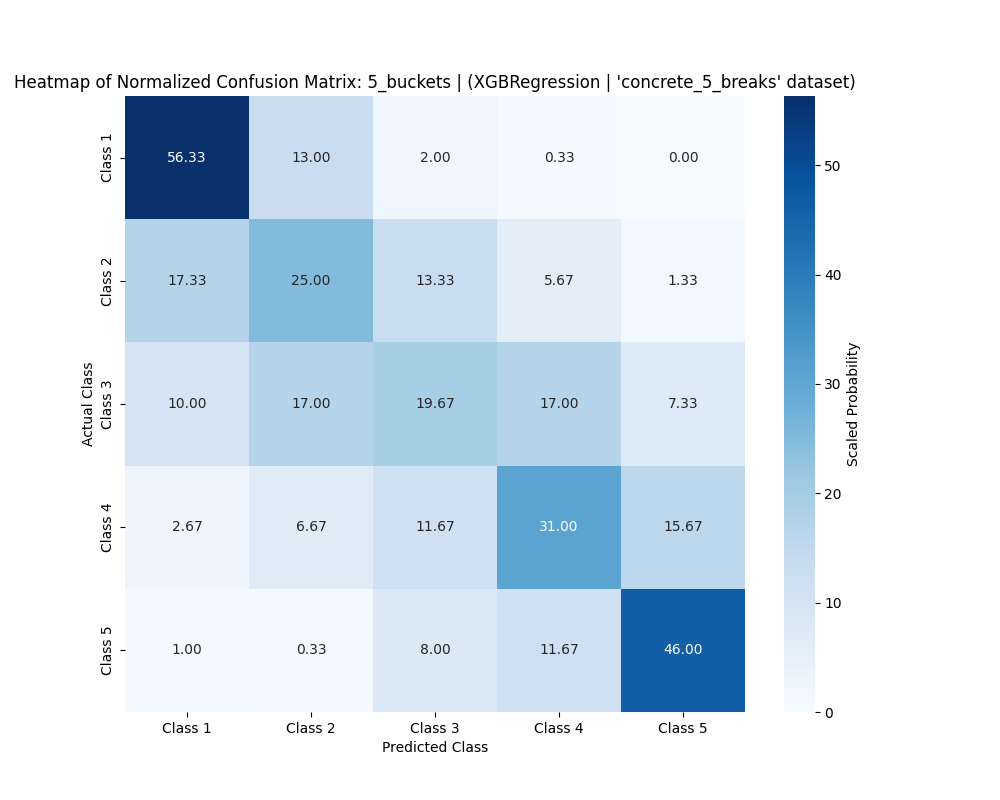 Heatmap of Normalized Confusion Matrix: 5_buckets | (XGBRegression | 'concrete_5_breaks' dataset)
Actual Class
Class 1
56.33 13.00 2.00 0.33 0.00
Class 2
17.33 25.00 13.33 5.67 1.33
Class 3
10.00 17.00 19.67 17.00 7.33
Class 4
2.67 6.67 11.67 31.00 15.67
Class 5
1.00 0.33 8.00 11.67 46.00
Class 1 Class 2 Class 3 Class 4 Class 5
Predicted Class
50
40
30
20
10
0
Scaled Probability